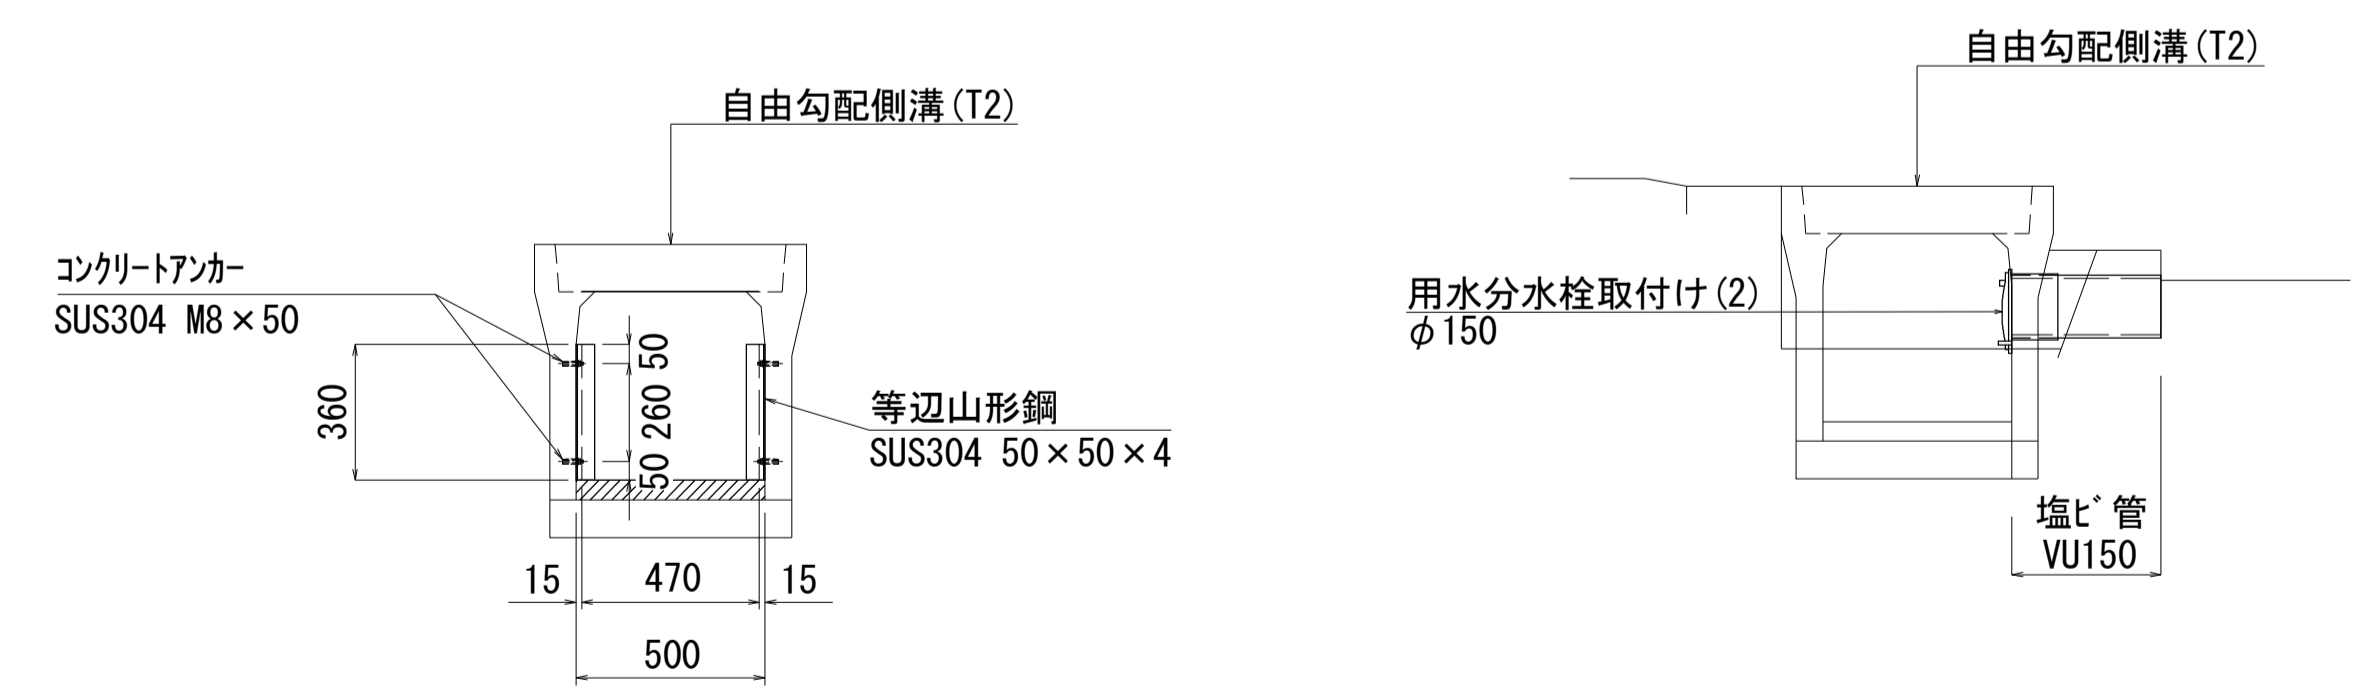 自由勾配側溝(T2)
コンクリートアンカー
SUS304 M8×50
360
50
260
50
等辺山形鋼
SUS304 50×50×4
15
470
15
500
自由勾配側溝(T2)
用水分水栓取付け(2)
φ150
塩ビ管
VU150